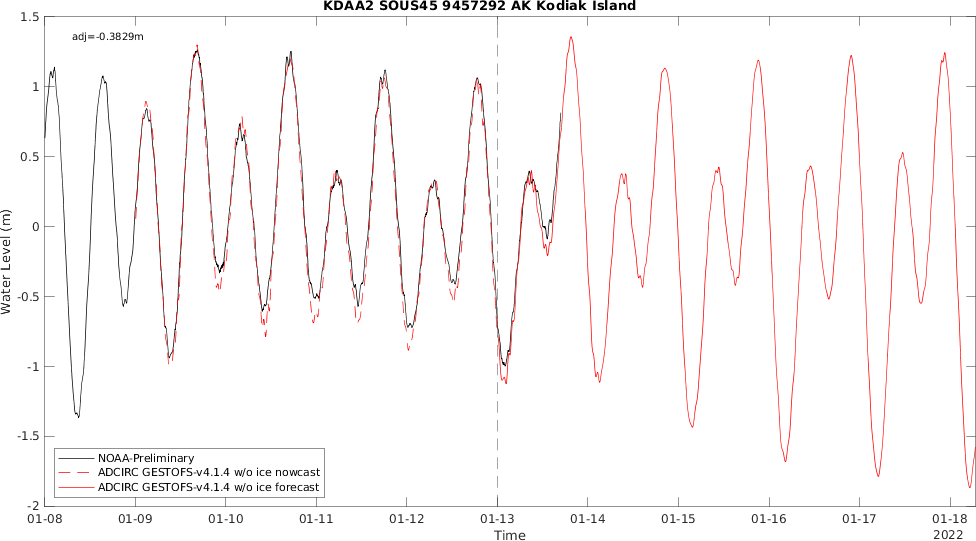 KDAA2 SOUS45 9457292 AK Kodiak Island
adj=-0.3829m
1.5
1
0.5
0
-0.5
-1
-1.5
-2
Water Level (m)
NOAA-Preliminary
ADCIRC GESTOFS-v4.1.4 w/o ice nowcast
ADCIRC GESTOFS-v4.1.4 w/o ice forecast
01-08 01-09 01-10 01-11 01-12 01-13 01-14 01-15 01-16 01-17 01-18
Time
2022